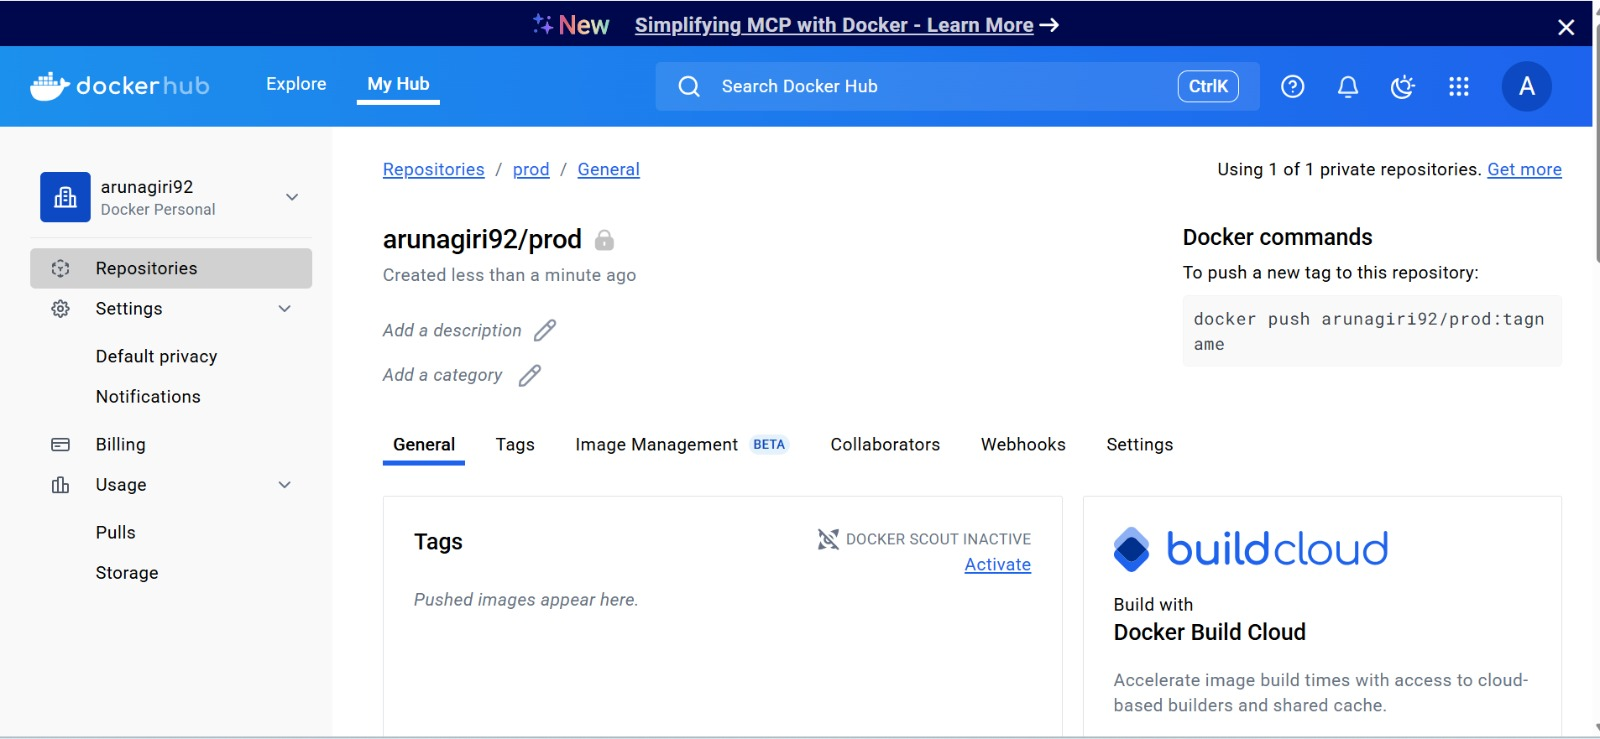 New Simplifying MCP with Docker - Learn More →
dockerhub Explore My Hub Search Docker Hub CtrlK A
arunagiri92
Docker Personal
Repositories
Settings
Default privacy
Notifications
Billing
Usage
Pulls
Storage
Repositories / prod / General
Using 1 of 1 private repositories. Get more
arunagiri92/prod
Created less than a minute ago
Add a description
Add a category
Docker commands
To push a new tag to this repository:
docker push arunagiri92/prod:tagn
ame
General Tags Image Management BETA Collaborators Webhooks Settings
Tags
DOCKER SCOUT INACTIVE
Activate
Pushed images appear here.
buildcloud
Build with
Docker Build Cloud
Accelerate image build times with access to cloud-
based builders and shared cache.